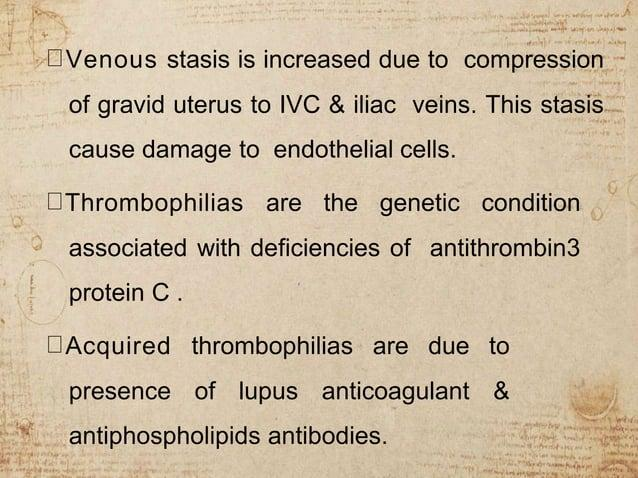 Venous stasis is increased due to compression
of gravid uterus to IVC & iliac veins. This stasis
cause damage to endothelial cells.
Thrombophilias are the genetic condition
associated with deficiencies of antithrombin3
protein C .
Acquired thrombophilias are due to
presence of lupus anticoagulant &
antiphospholipids antibodies.